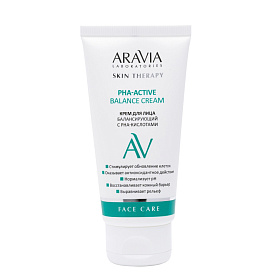 ARAVIA
LABORATORIES
SKIN THERAPY
PHA-ACTIVE
BALANCE CREAM
КРЕМ ДЛЯ ЛИЦА
БАЛАНСИРУЮЩИЙ
С PHA-КИСЛОТАМИ
AV
• Стимулирует обновление клеток
• Оказывает антиоксидантное действие
• Нормализует pH
• Восстанавливает кожный барьер
• Выравнивает рельеф
FACE CARE